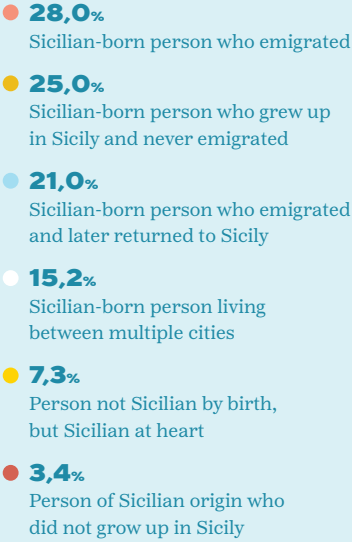 28,0%
Sicilian-born person who emigrated
25,0%
Sicilian-born person who grew up
in Sicily and never emigrated
21,0%
Sicilian-born person who emigrated
and later returned to Sicily
15,2%
Sicilian-born person living
between multiple cities
7,3%
Person not Sicilian by birth,
but Sicilian at heart
3,4%
Person of Sicilian origin who
did not grow up in Sicily